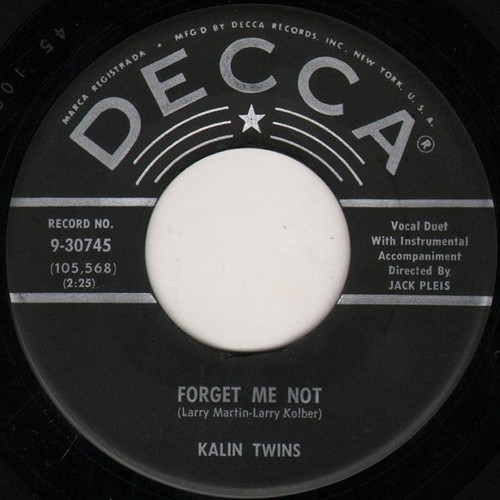 MARCA REGISTRADA • MF'G'D BY DECCA RECORDS, INC., NEW YORK, U. S. A.
DECCA®
RECORD NO.
9-30745
(105,568)
(2:25)
Vocal Duet
With Instrumental
Accompaniment
Directed By
JACK PLEIS
FORGET ME NOT
(Larry Martin-Larry Kolber)
KALIN TWINS